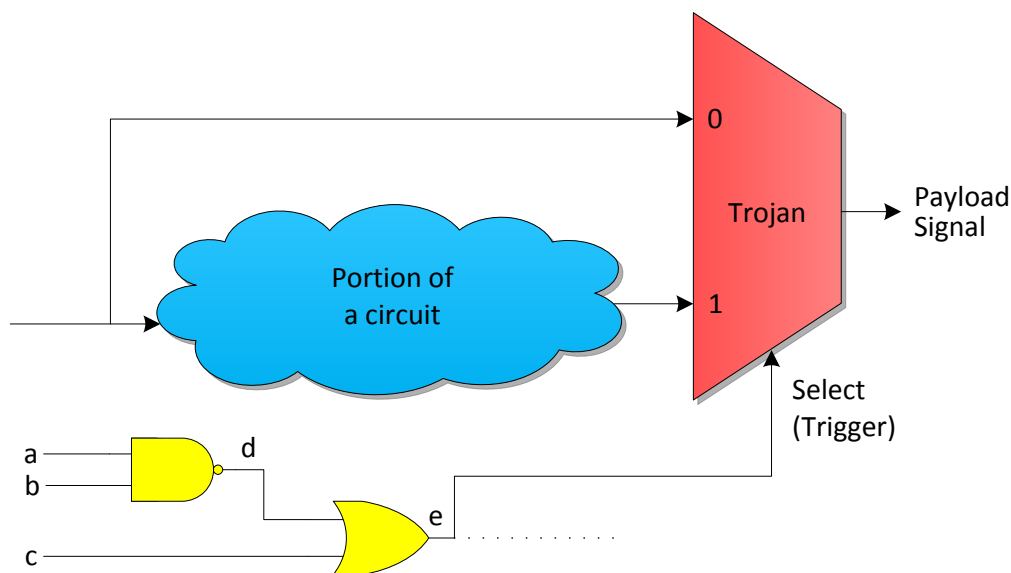 0
Trojan
Payload
Signal
Portion of
a circuit
1
Select
(Trigger)
a
b
d
e
c